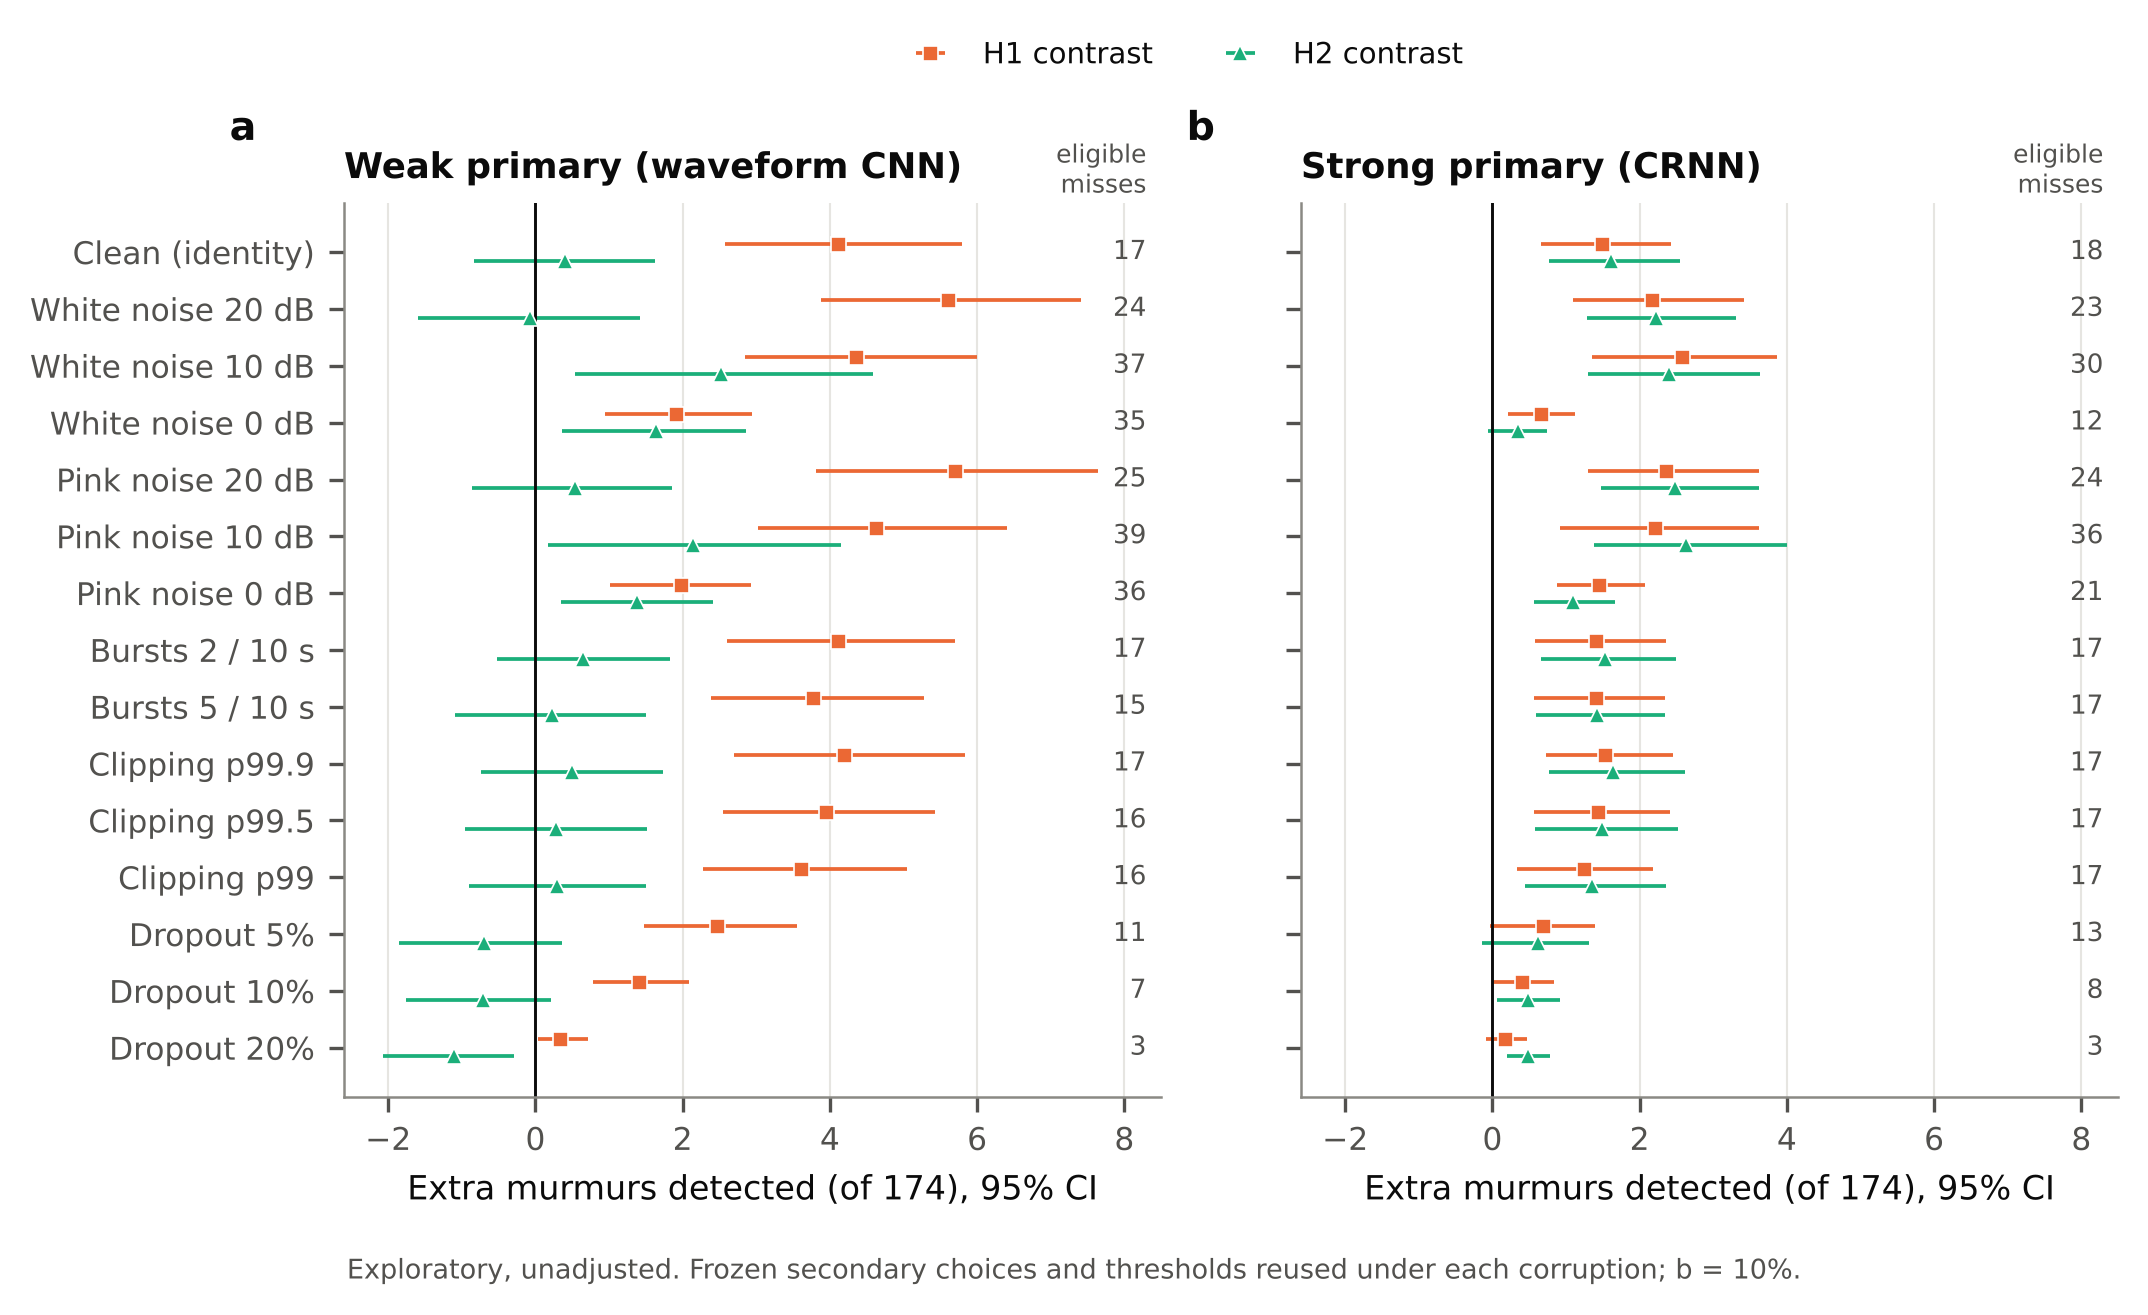 H1 contrast
H2 contrast
a
Weak primary (waveform CNN)
eligible
misses
Clean (identity) 17
White noise 20 dB 24
White noise 10 dB 37
White noise 0 dB 35
Pink noise 20 dB 25
Pink noise 10 dB 39
Pink noise 0 dB 36
Bursts 2 / 10 s 17
Bursts 5 / 10 s 15
Clipping p99.9 17
Clipping p99.5 16
Clipping p99 16
Dropout 5% 11
Dropout 10% 7
Dropout 20% 3
−2 0 2 4 6 8
Extra murmurs detected (of 174), 95% CI
b
Strong primary (CRNN)
eligible
misses
18
23
30
12
24
36
21
17
17
17
17
17
13
8
3
−2 0 2 4 6 8
Extra murmurs detected (of 174), 95% CI
Exploratory, unadjusted. Frozen secondary choices and thresholds reused under each corruption; b = 10%.